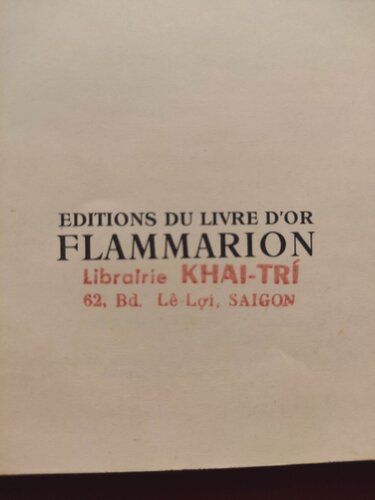 EDITIONS DU LIVRE D'OR
FLAMMARION
Librairie KHAI-TRÍ
62, Bd. Lê-Lợi, SAIGON